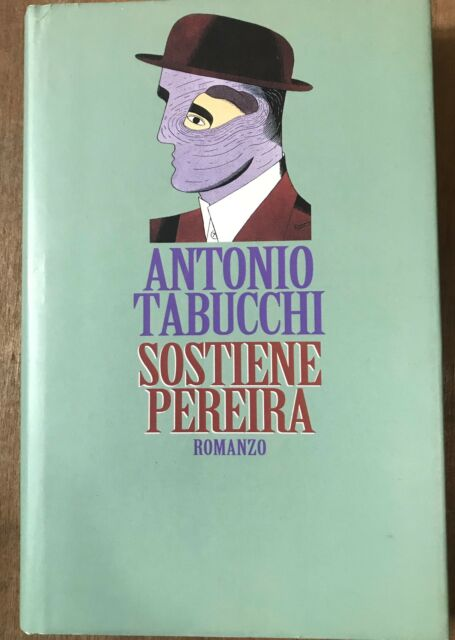 ANTONIO
TABUCCHI
SOSTIENE
PEREIRA
ROMANZO